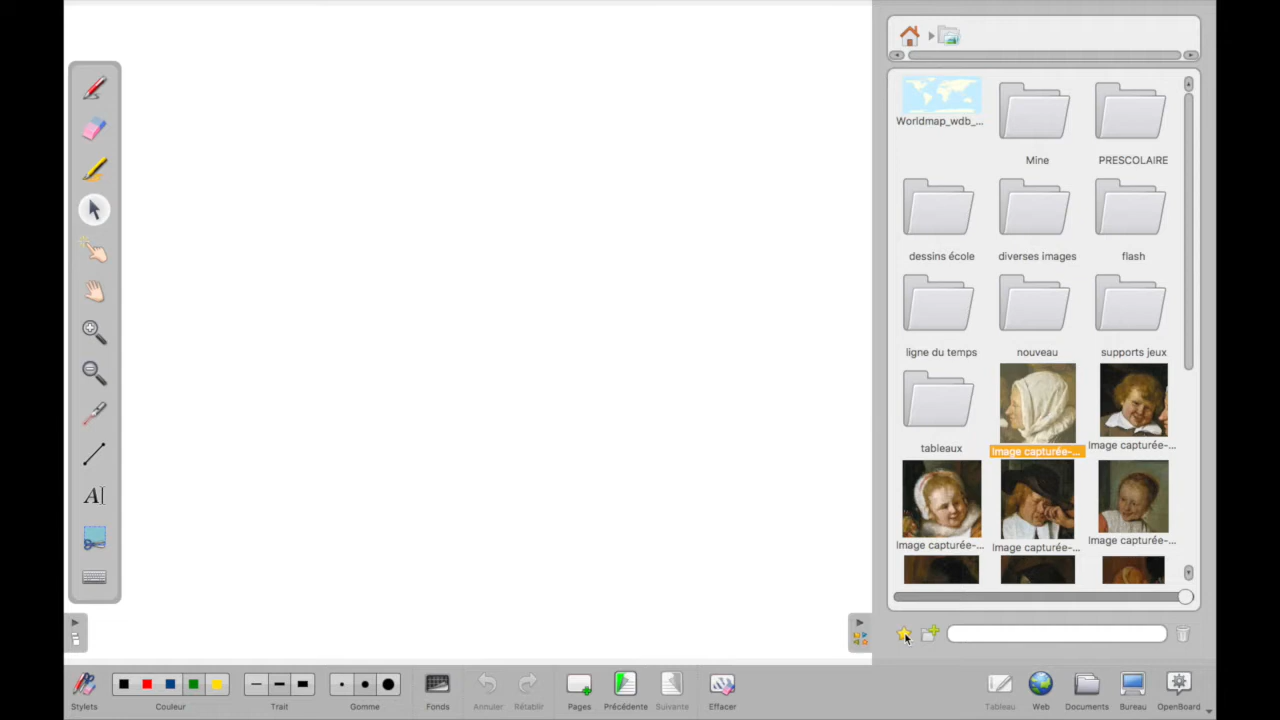 Worldmap_wdb_...
Mine
PRESCOLAIRE
dessins école
diverses images
flash
ligne du temps
nouveau
supports jeux
tableaux
Image capturée-...
Image capturée-...
Image capturée-...
Image capturée-...
Image capturée-...
A
Stylets
Couleur
Trait
Gomme
Fonds
Annuler
Rétablir
Pages
Précédente
Suivante
Effacer
Tableau
Web
Documents
Bureau
OpenBoard